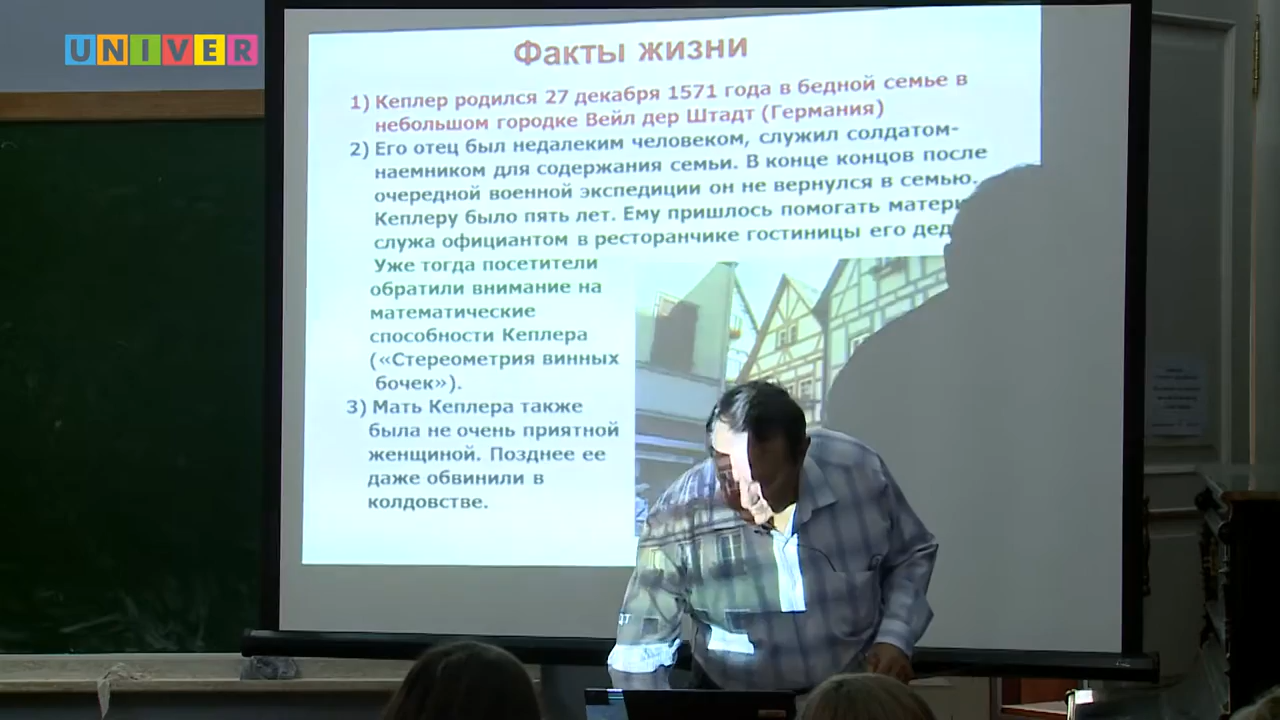 UNIVER
Факты жизни
1) Кеплер родился 27 декабря 1571 года в бедной семье в
небольшом городке Вейл дер Штадт (Германия)
2) Его отец был недалеким человеком, служил солдатом-
наемником для содержания семьи. В конце концов после
очередной военной экспедиции он не вернулся в семью.
Кеплеру было пять лет. Ему пришлось помогать матери
служа официантом в ресторанчике гостиницы его дед
Уже тогда посетители
обратили внимание на
математические
способности Кеплера
(«Стереометрия винных
бочек»).
3) Мать Кеплера также
была не очень приятной
женщиной. Позднее ее
даже обвинили в
колдовстве.